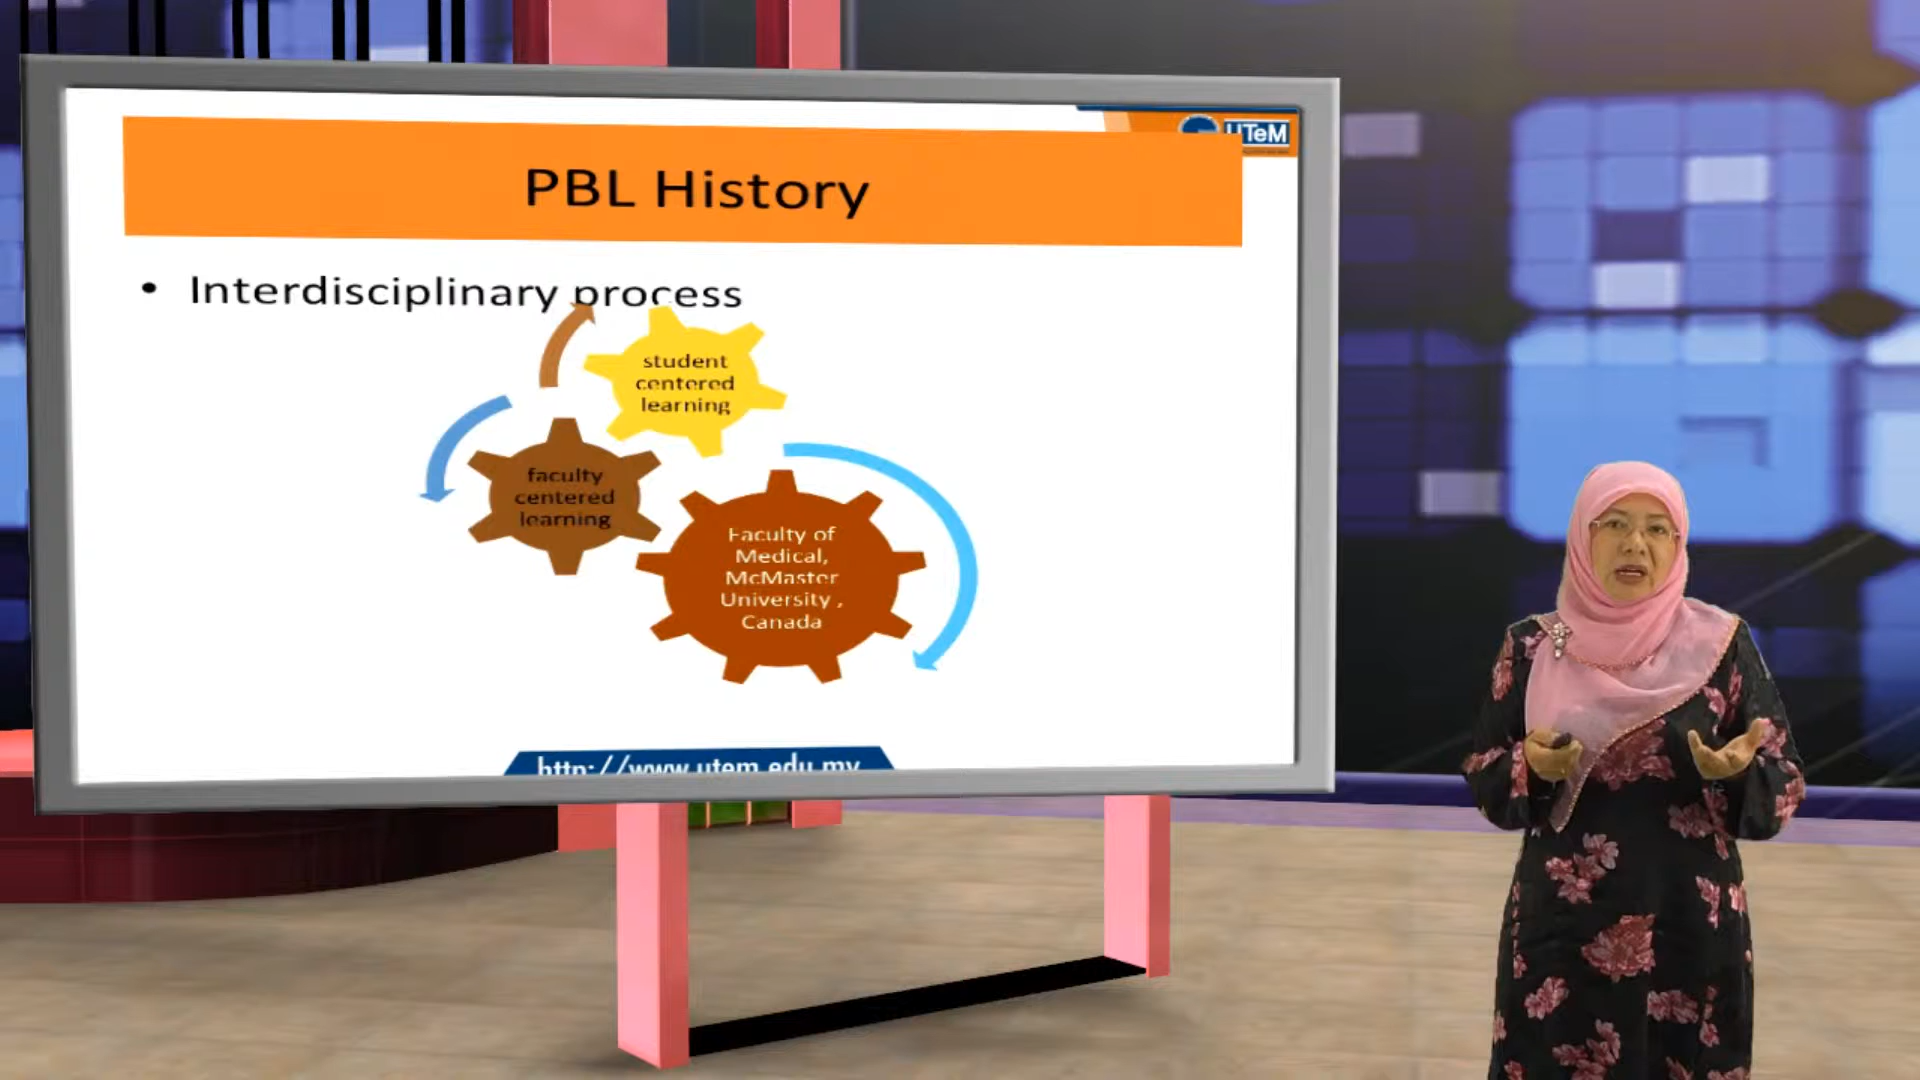 UTeM
PBL History
• Interdisciplinary process
student
centered
learning
faculty
centered
learning
Faculty of
Medical,
McMaster
University ,
Canada
http://www.utem.edu.my